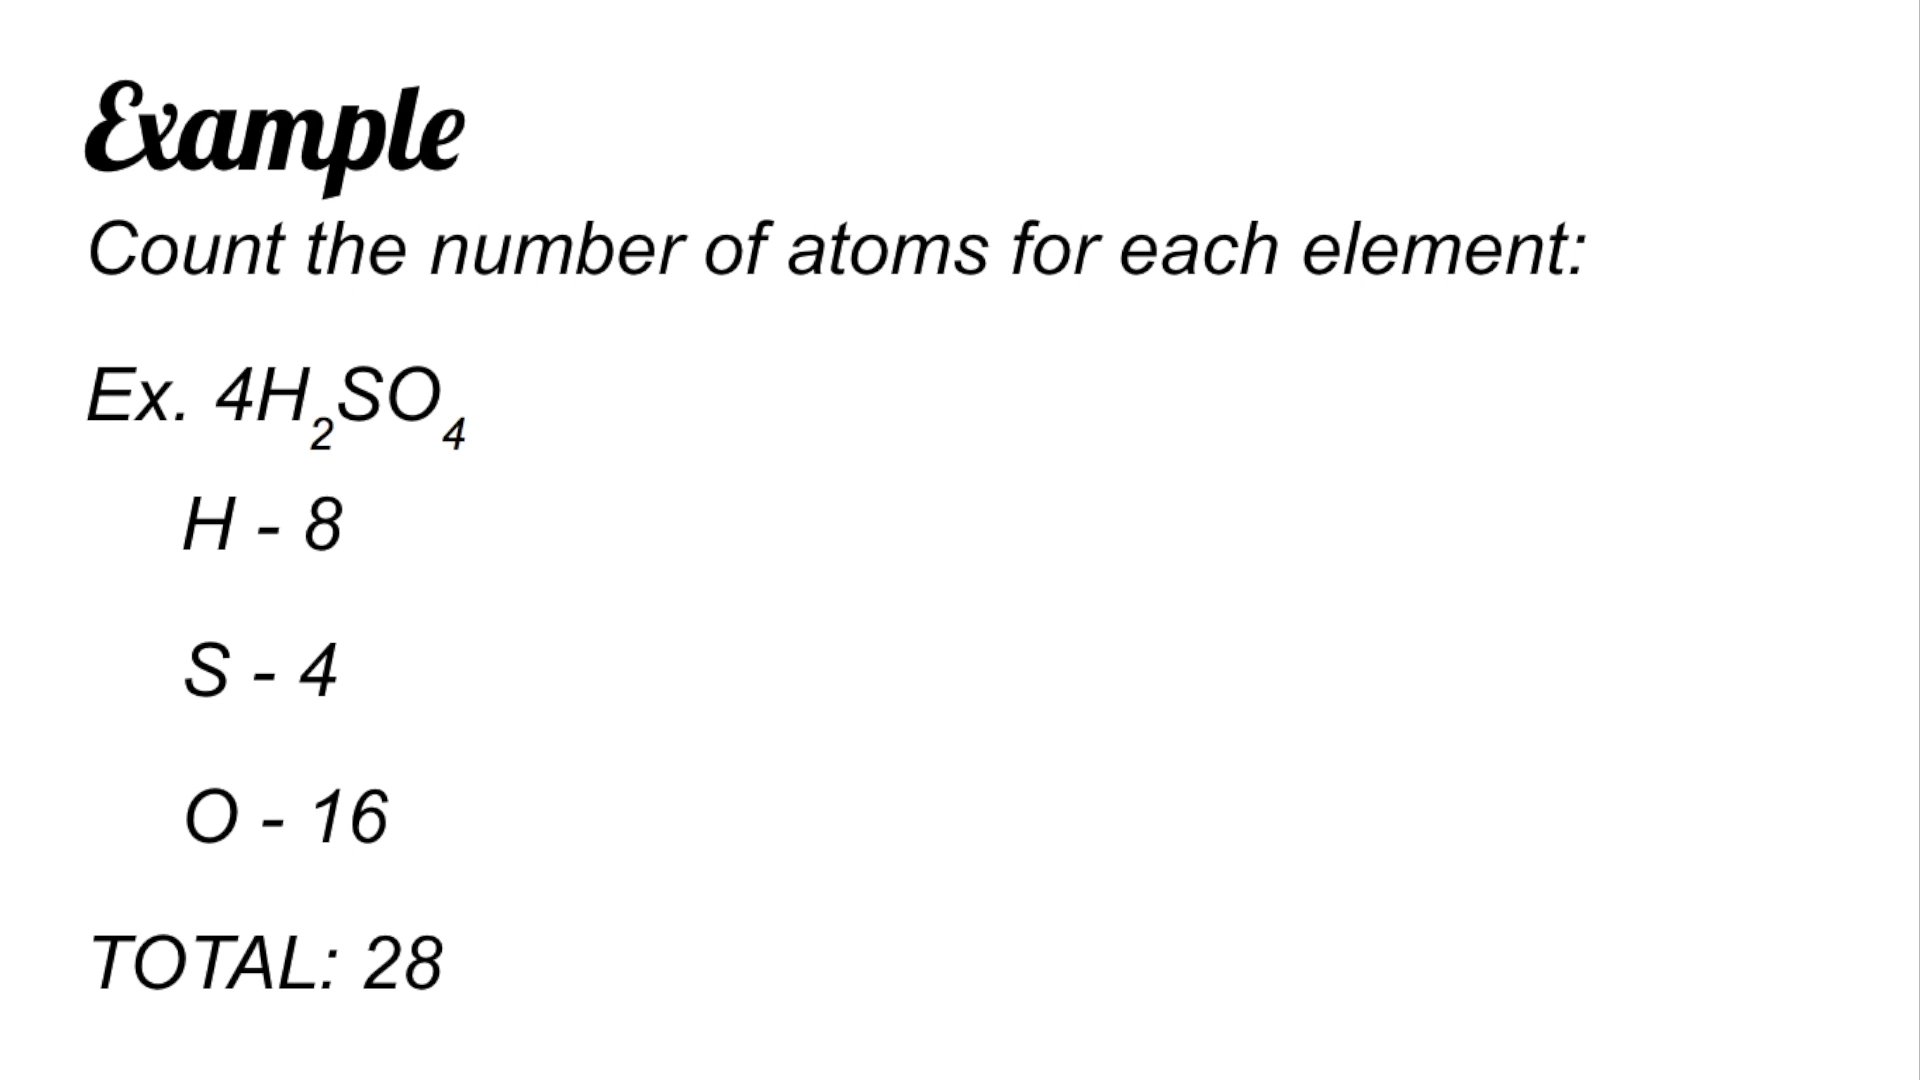 Example
Count the number of atoms for each element:
Ex. 4H₂SO₄
H - 8
S - 4
O - 16
TOTAL: 28